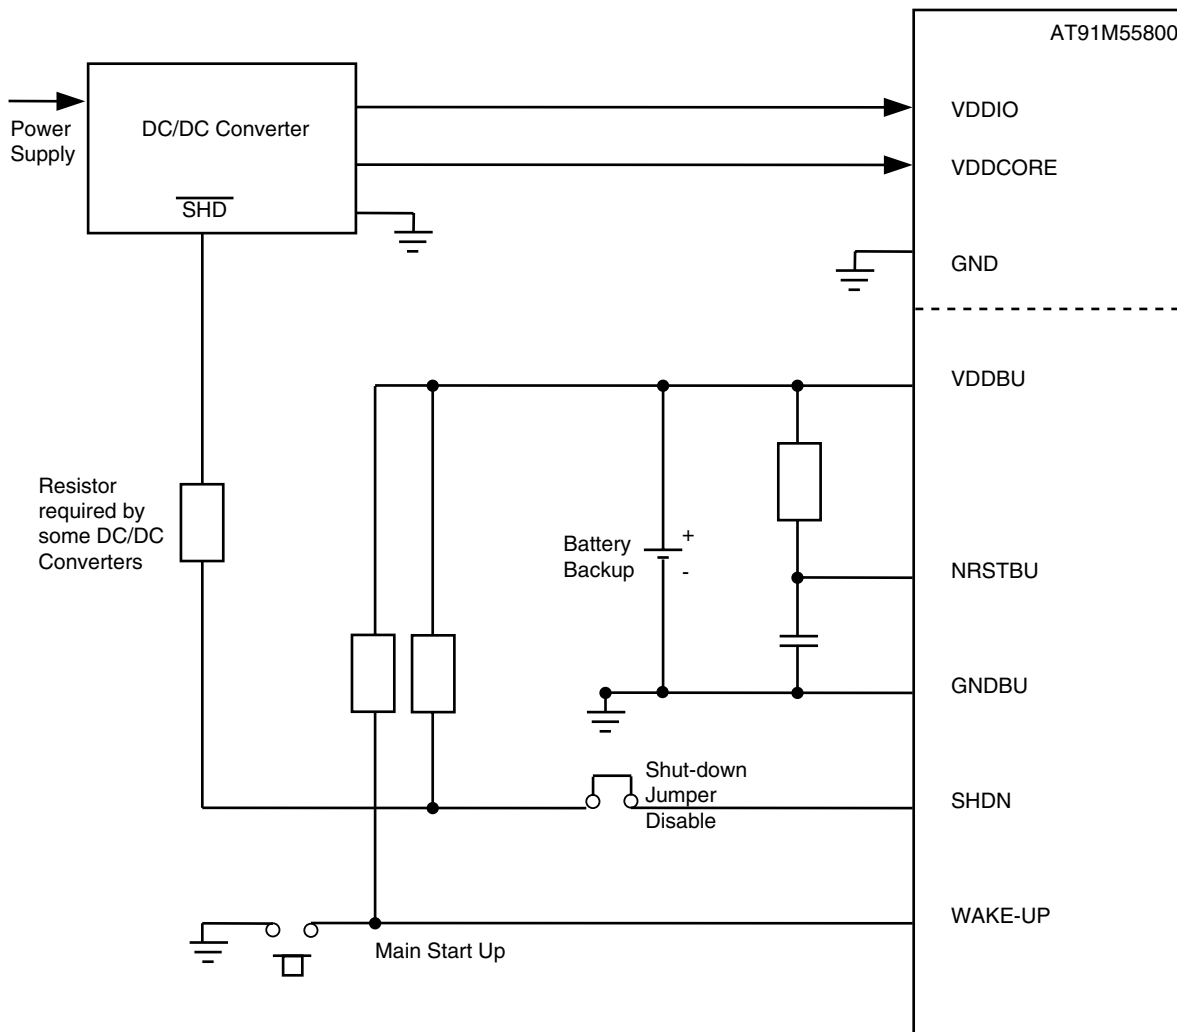 AT91M55800
Power
Supply
DC/DC Converter
SHD
VDDIO
VDDCORE
GND
VDDBU
Resistor
required by
some DC/DC
Converters
Battery
Backup
+
-
NRSTBU
GNDBU
Shut-down
Jumper
Disable
SHDN
WAKE-UP
Main Start Up